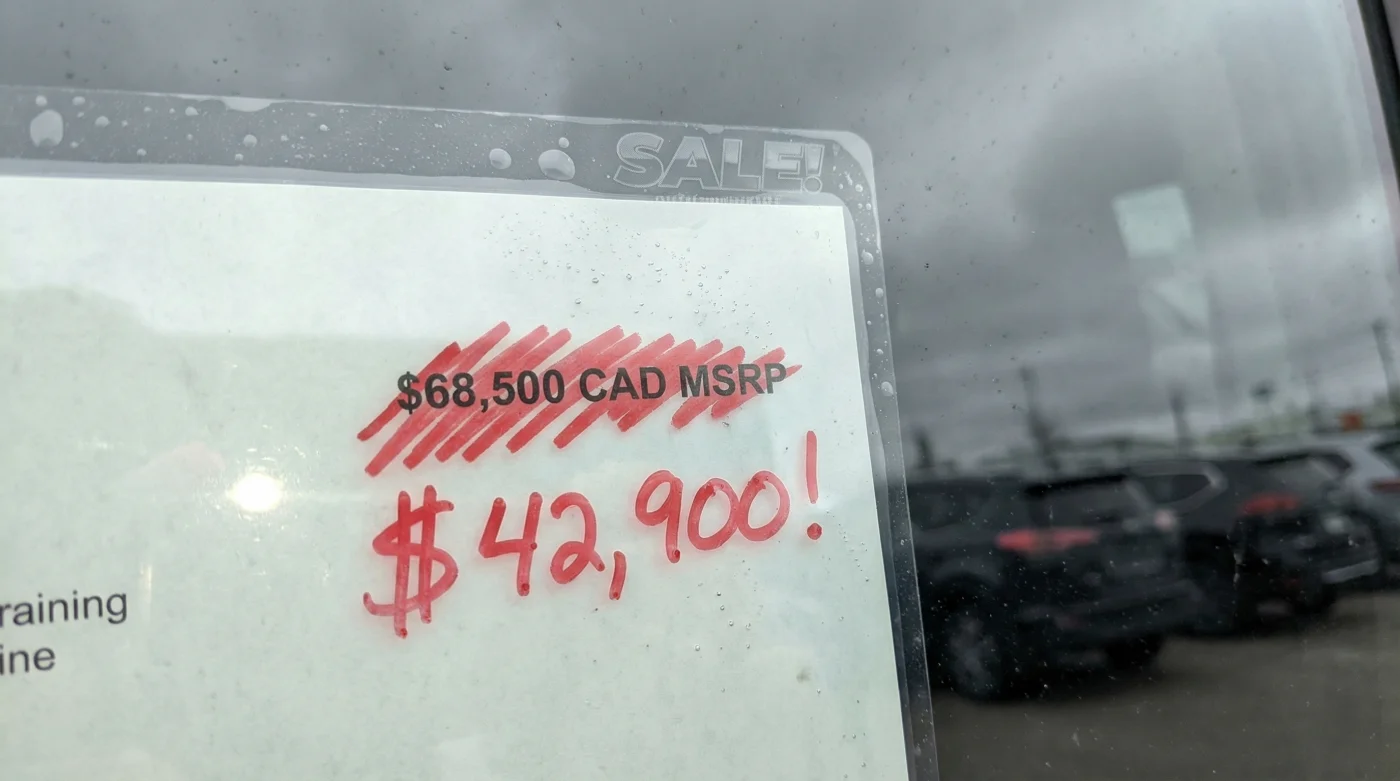 SALE!
$68,500 CAD MSRP
$42,900!
raining
ine